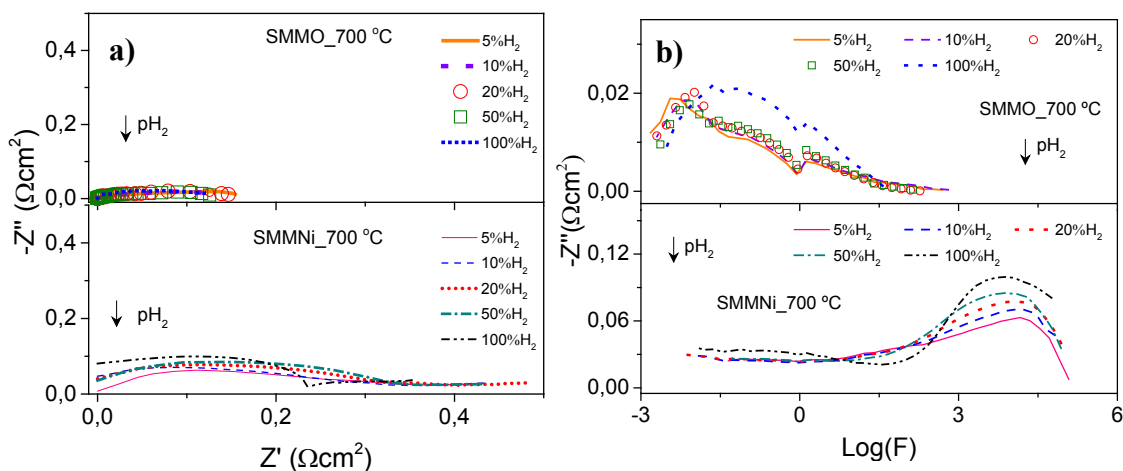 a)
SMMO_700 °C
5%H₂
10%H₂
20%H₂
50%H₂
100%H₂
pH₂
0,4
0,2
0,0
SMMNi_700 °C
5%H₂
10%H₂
20%H₂
50%H₂
100%H₂
pH₂
0,4
0,2
0,0
-Z" (Ωcm²)
0,0 0,2 0,4
Z' (Ωcm²)
b)
5%H₂ 10%H₂ 20%H₂
50%H₂ 100%H₂
SMMO_700 °C
pH₂
0,02
0,00
5%H₂ 10%H₂ 20%H₂
50%H₂ 100%H₂
pH₂
SMMNi_700 ºC
0,12
0,06
0,00
-Z" (Ωcm²)
-3 0 3 6
Log(F)